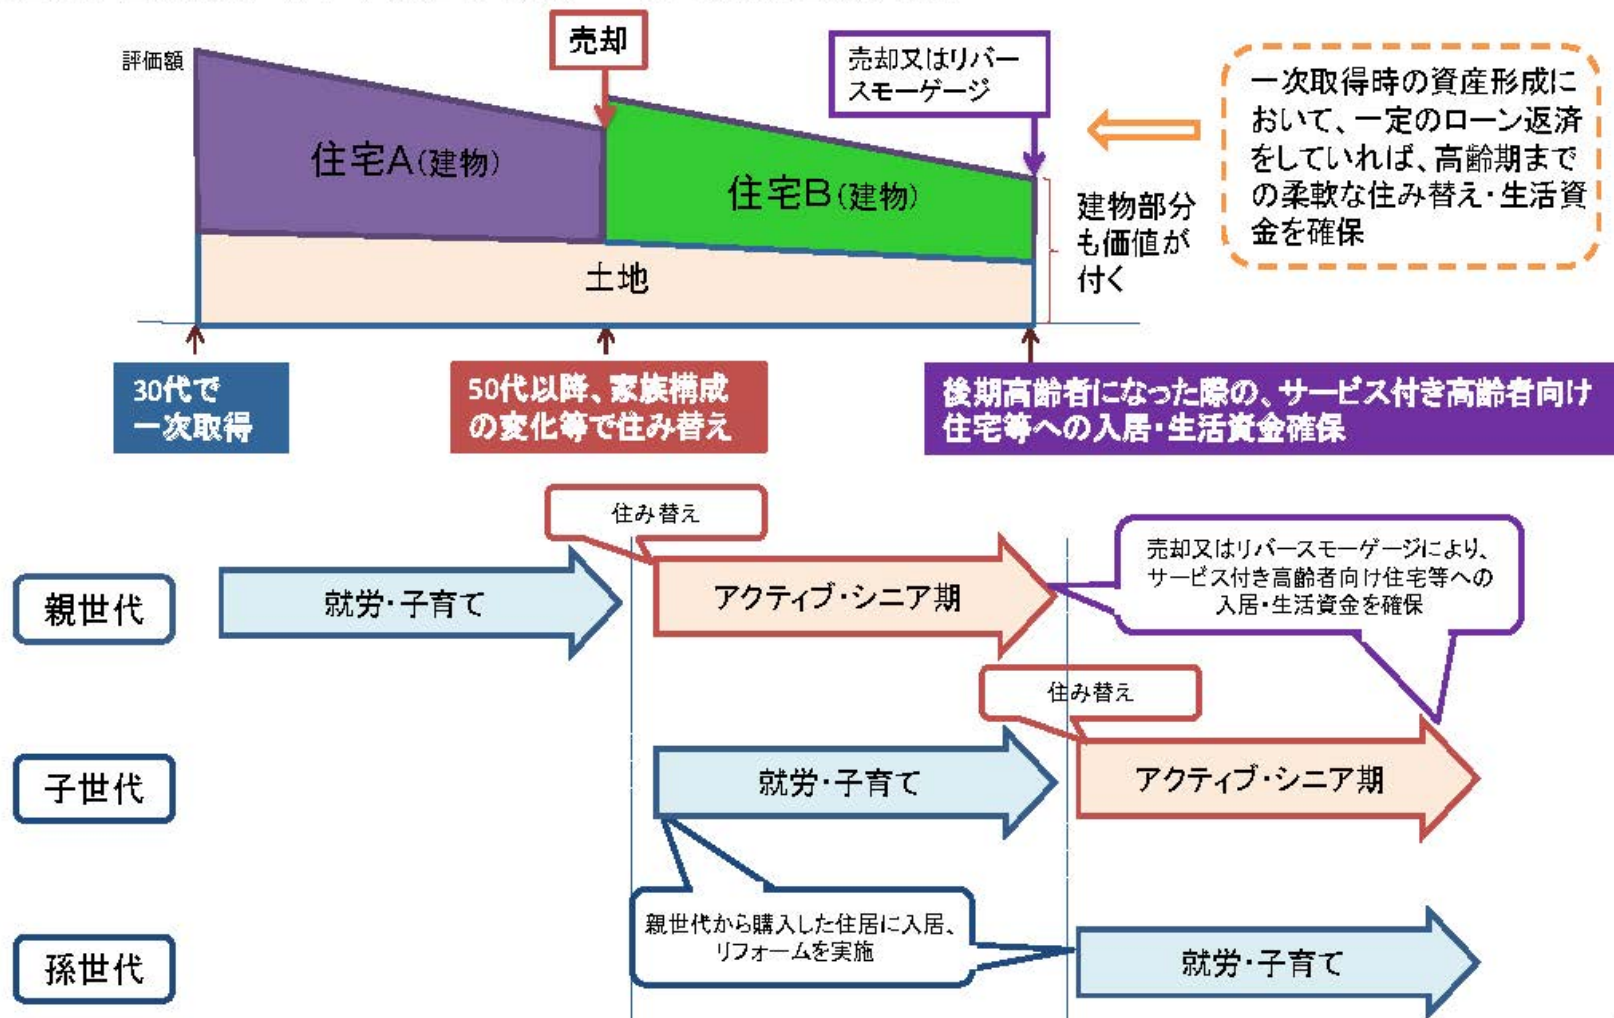 売却
評価額
売却又はリバー
スモーゲージ
一次取得時の資産形成に
おいて、一定のローン返済
をしていれば、高齢期まで
の柔軟な住み替え・生活資
金を確保
住宅A(建物)
住宅B(建物)
建物部分
も価値が
付く
土地
30代で
一次取得
50代以降、家族構成
の変化等で住み替え
後期高齢者になった際の、サービス付き高齢者向け
住宅等への入居・生活資金確保
住み替え
売却又はリバースモーゲージにより、
サービス付き高齢者向け住宅等への
入居・生活資金を確保
親世代
就労・子育て
アクティブ・シニア期
住み替え
子世代
就労・子育て
アクティブ・シニア期
親世代から購入した住居に入居、
リフォームを実施
孫世代
就労・子育て